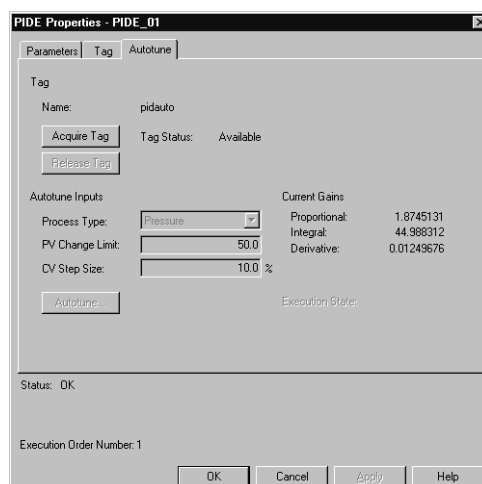 PIDE Properties - PIDE_01
Parameters Tag Autotune
Tag
Name: pidauto
Acquire Tag Tag Status: Available
Release Tag
Autotune Inputs Current Gains
Process Type: Pressure Proportional: 1.8745131
PV Change Limit: 50.0 Integral: 44.988312
CV Step Size: 10.0 % Derivative: 0.01249676
Autotune... Execution State:
Status: OK
Execution Order Number: 1
OK Cancel Apply Help